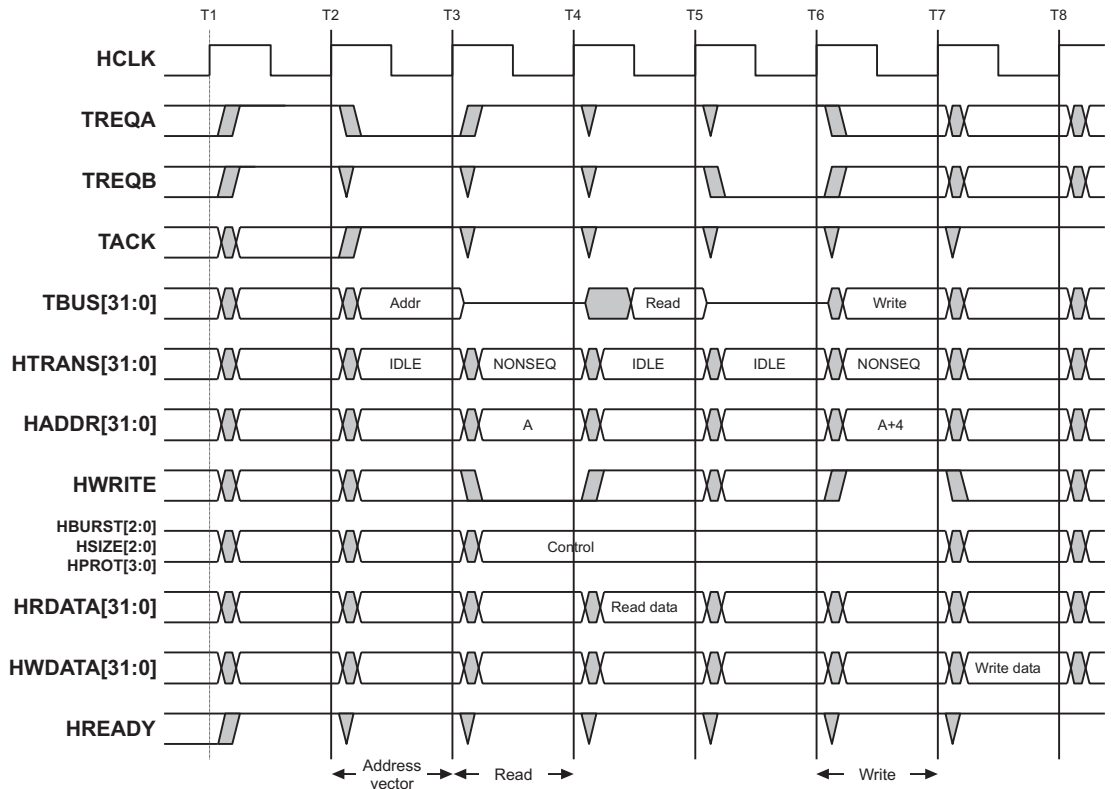 T1 T2 T3 T4 T5 T6 T7 T8
HCLK
TREQA
TREQB
TACK
TBUS[31:0] Addr Read Write
HTRANS[31:0] IDLE NONSEQ IDLE IDLE NONSEQ
HADDR[31:0] A A+4
HWRITE
HBURST[2:0]
HSIZE[2:0] Control
HPROT[3:0]
HRDATA[31:0] Read data
HWDATA[31:0] Write data
HREADY
Address
vector Read Write